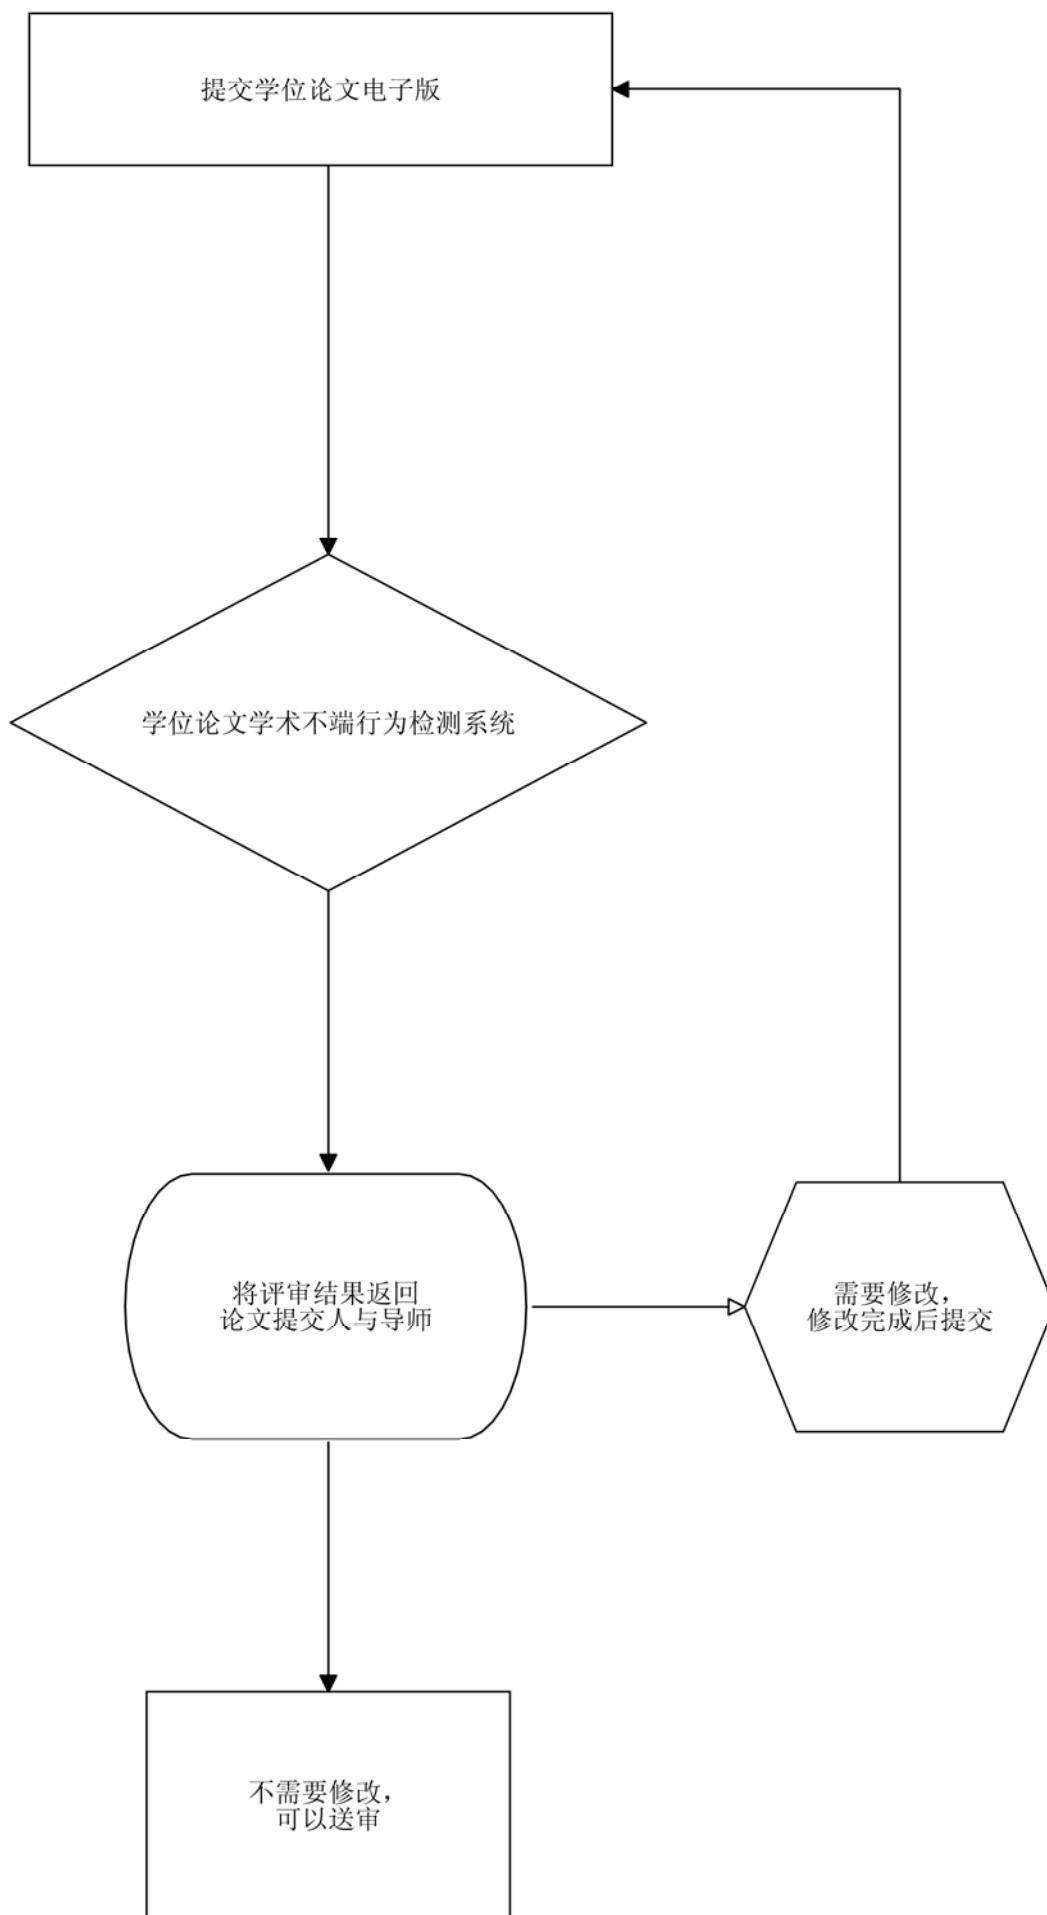 提交学位论文电子版
学位论文学术不端行为检测系统
将评审结果返回
论文提交人与导师
需要修改，
修改完成后提交
不需要修改，
可以送审